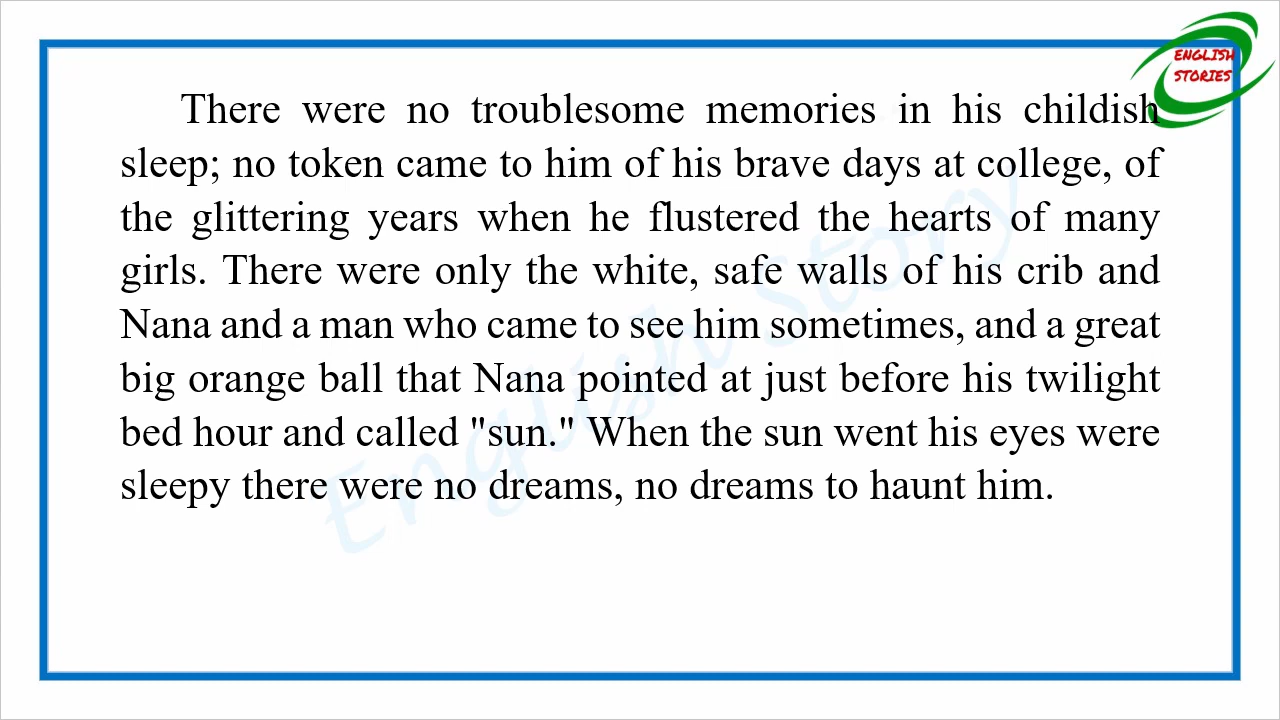 ENGLISH
STORIES
There were no troublesome memories in his childish
sleep; no token came to him of his brave days at college, of
the glittering years when he flustered the hearts of many
girls. There were only the white, safe walls of his crib and
Nana and a man who came to see him sometimes, and a great
big orange ball that Nana pointed at just before his twilight
bed hour and called "sun." When the sun went his eyes were
sleepy there were no dreams, no dreams to haunt him.
English Story